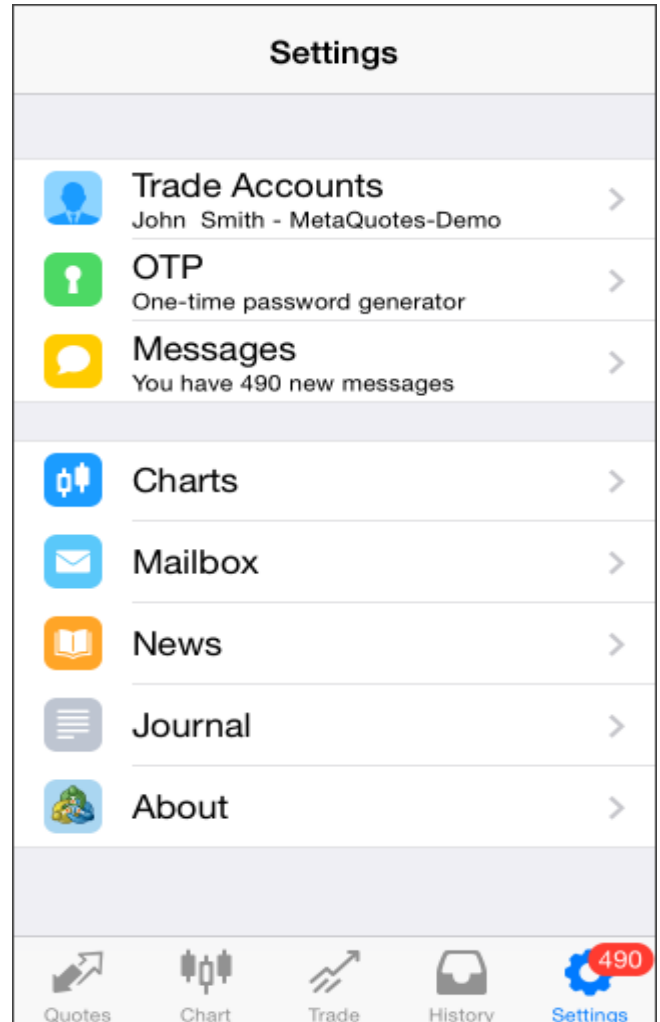 Settings
Trade Accounts
John Smith - MetaQuotes-Demo
OTP
One-time password generator
Messages
You have 490 new messages
Charts
Mailbox
News
Journal
About
490
Quotes Chart Trade History Settings